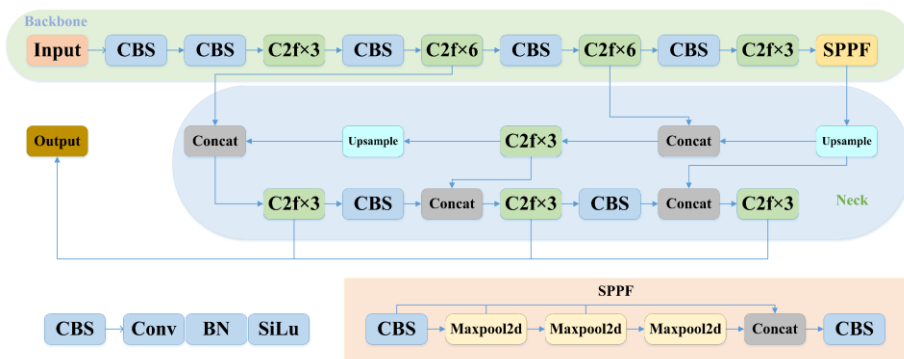 Backbone
Input CBS CBS C2f×3 CBS C2f×6 CBS C2f×6 CBS C2f×3 SPPF
Output Concat Upsample C2f×3 Concat Upsample
C2f×3 CBS Concat C2f×3 CBS Concat C2f×3 Neck
SPPF
CBS Conv BN SiLu
CBS Maxpool2d Maxpool2d Maxpool2d Concat CBS